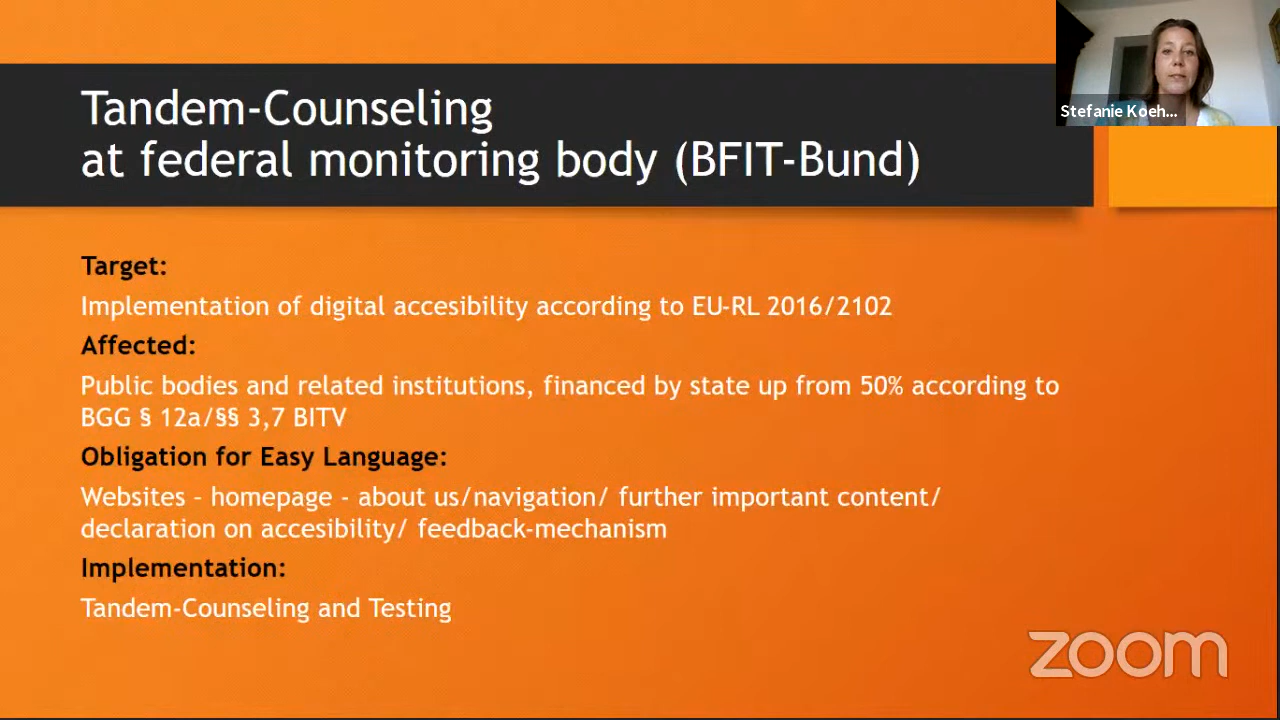 Tandem-Counseling
at federal monitoring body (BFIT-Bund)
Stefanie Koeh...
Target:
Implementation of digital accesibility according to EU-RL 2016/2102
Affected:
Public bodies and related institutions, financed by state up from 50% according to
BGG § 12a/§§ 3,7 BITV
Obligation for Easy Language:
Websites – homepage - about us/navigation/ further important content/
declaration on accesibility/ feedback-mechanism
Implementation:
Tandem-Counseling and Testing
zoom